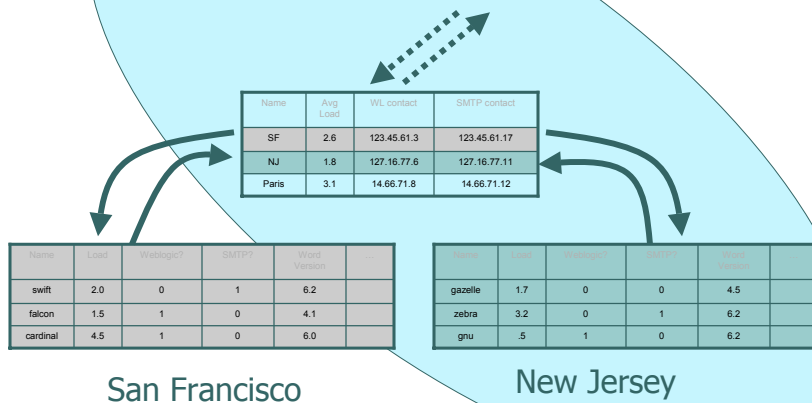 Name Avg Load WL contact SMTP contact
SF 2.6 123.45.61.3 123.45.61.17
NJ 1.8 127.16.77.6 127.16.77.11
Paris 3.1 14.66.71.8 14.66.71.12
Name Load Weblogic? SMTP? Word Version …
swift 2.0 0 1 6.2
falcon 1.5 1 0 4.1
cardinal 4.5 1 0 6.0
Name Load Weblogic? SMTP? Word Version
gazelle 1.7 0 0 4.5
zebra 3.2 0 1 6.2
gnu .5 1 0 6.2
San Francisco
New Jersey